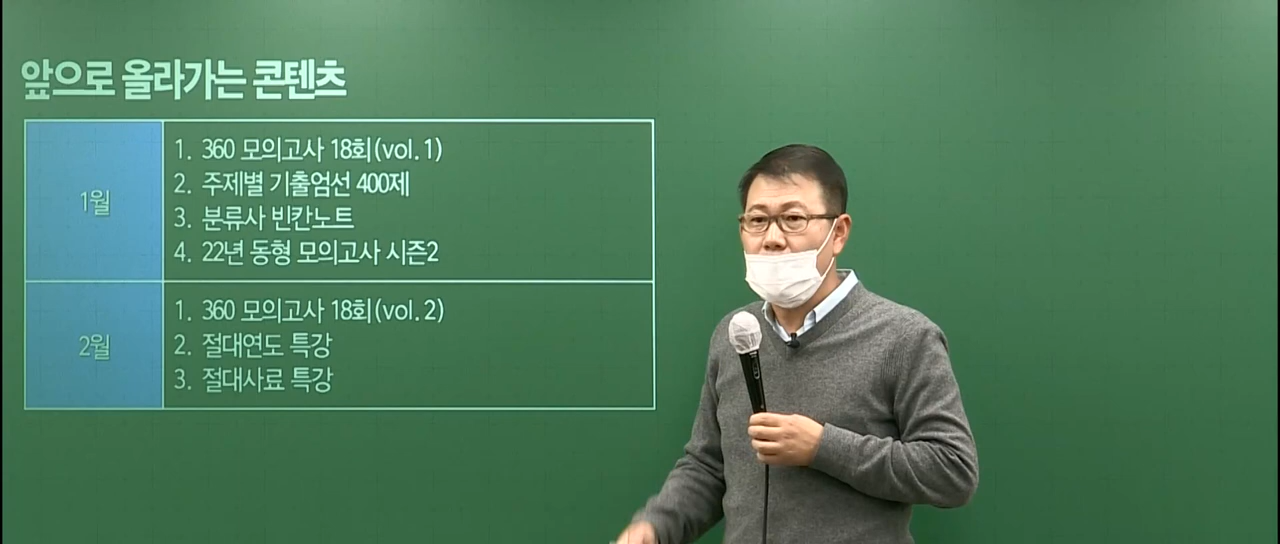 앞으로 올라가는 콘텐츠
1월
1. 360 모의고사 18회(vol.1)
2. 주제별 기출엄선 400제
3. 분류사 빈칸노트
4. 22년 동형 모의고사 시즌2
2월
1. 360 모의고사 18회(vol.2)
2. 절대연도 특강
3. 절대사료 특강